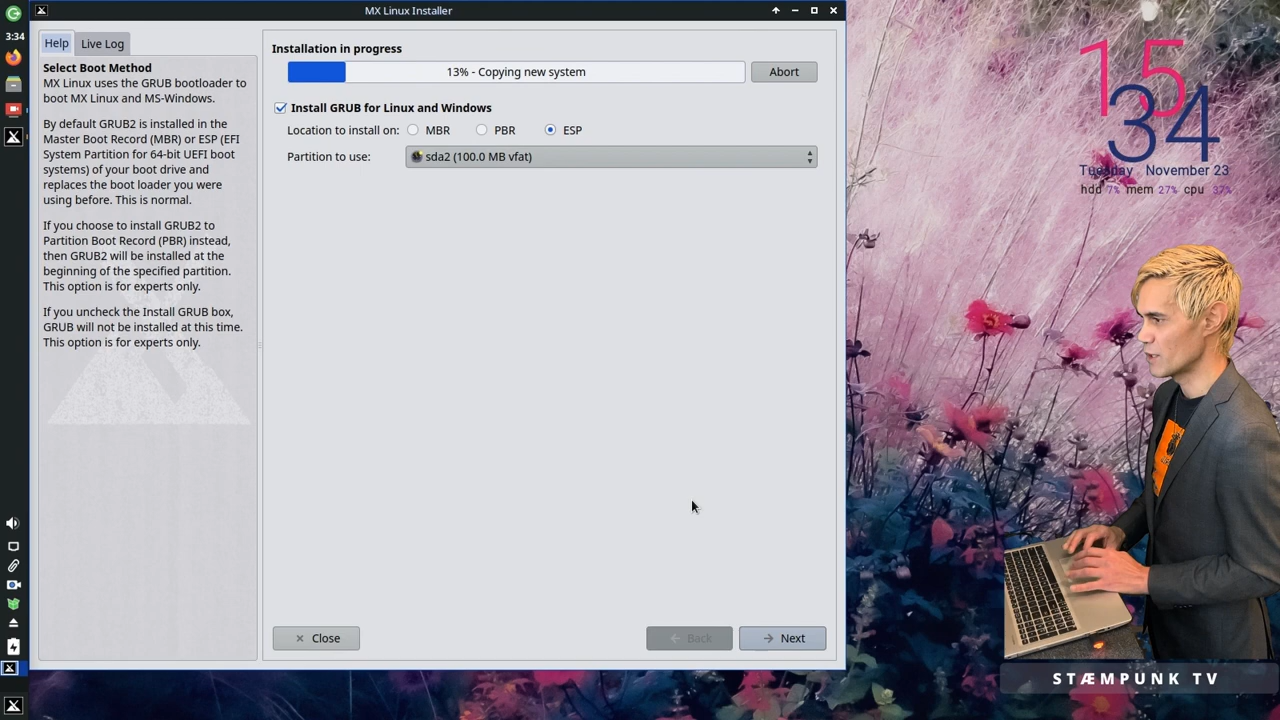 MX Linux Installer
3:34
Help
Live Log
Select Boot Method
MX Linux uses the GRUB bootloader to
boot MX Linux and MS-Windows.
By default GRUB2 is installed in the
Master Boot Record (MBR) or ESP (EFI
System Partition for 64-bit UEFI boot
systems) of your boot drive and
replaces the boot loader you were
using before. This is normal.
If you choose to install GRUB2 to
Partition Boot Record (PBR) instead,
then GRUB2 will be installed at the
beginning of the specified partition.
This option is for experts only.
If you uncheck the Install GRUB box,
GRUB will not be installed at this time.
This option is for experts only.
Installation in progress
13% - Copying new system
Abort
Install GRUB for Linux and Windows
Location to install on:
MBR
PBR
ESP
Partition to use:
sda2 (100.0 MB vfat)
Close
Back
Next
15
34
Tuesday November 23
hdd 7% mem 27% cpu 37%
STÆMPUNK TV